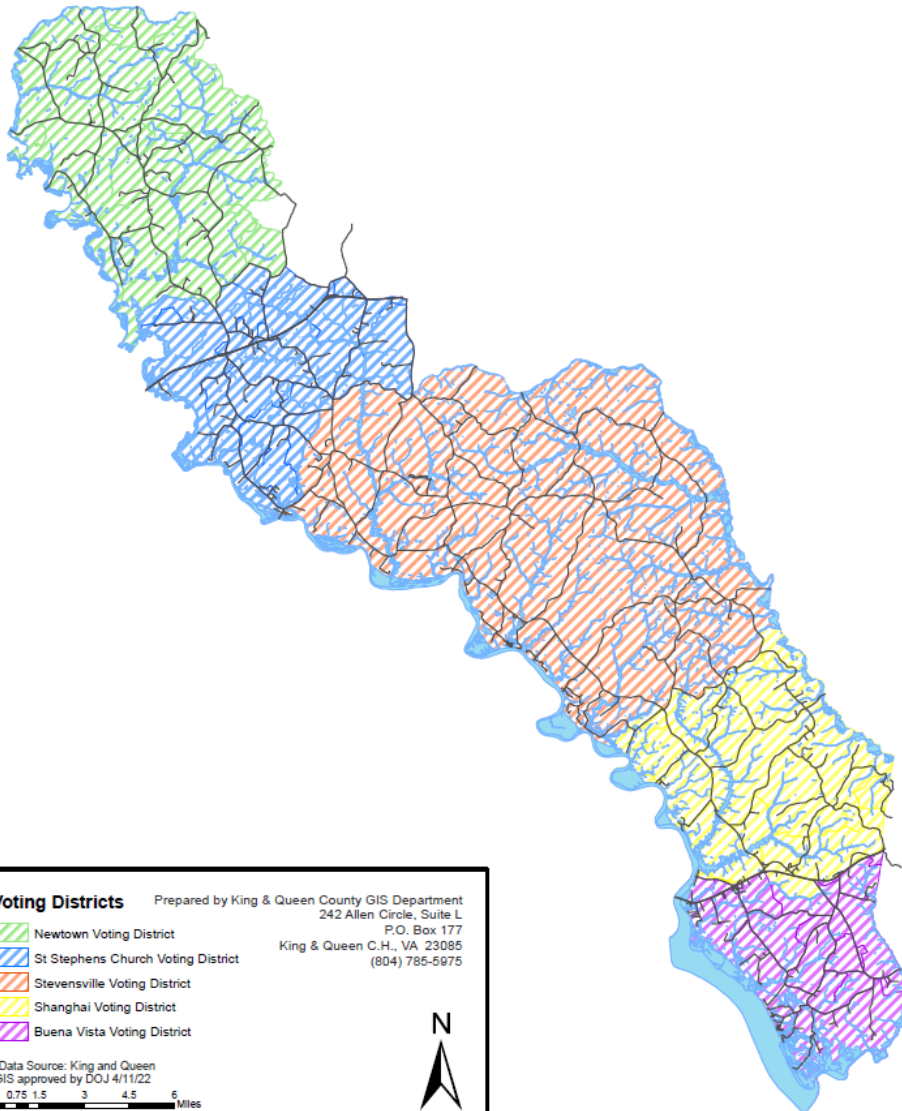 Voting Districts
Prepared by King & Queen County GIS Department
242 Allen Circle, Suite L
P.O. Box 177
King & Queen C.H., VA 23085
(804) 785-5975
Newtown Voting District
St Stephens Church Voting District
Stevensville Voting District
Shanghai Voting District
Buena Vista Voting District
N
Data Source: King and Queen
GIS approved by DOJ 4/11/22
0.75 1.5 3 4.5 6
Miles